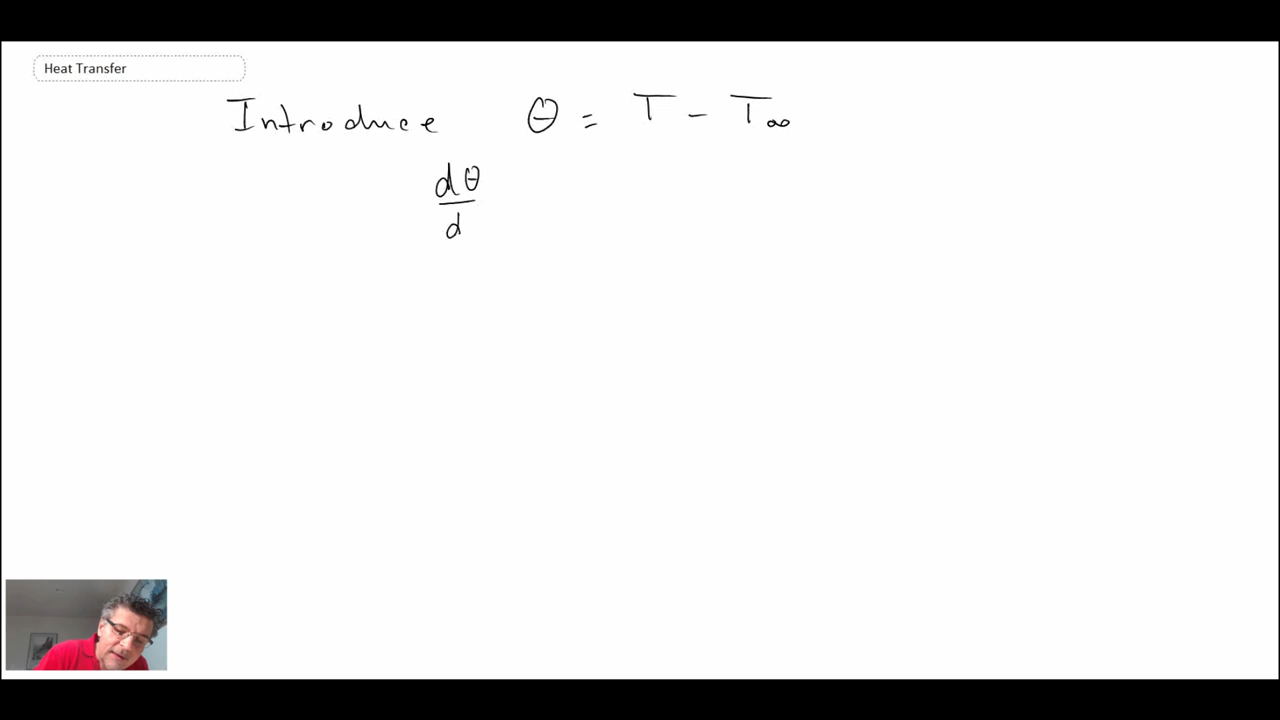 Heat Transfer
Introduce θ = T - T∞
dθ
d